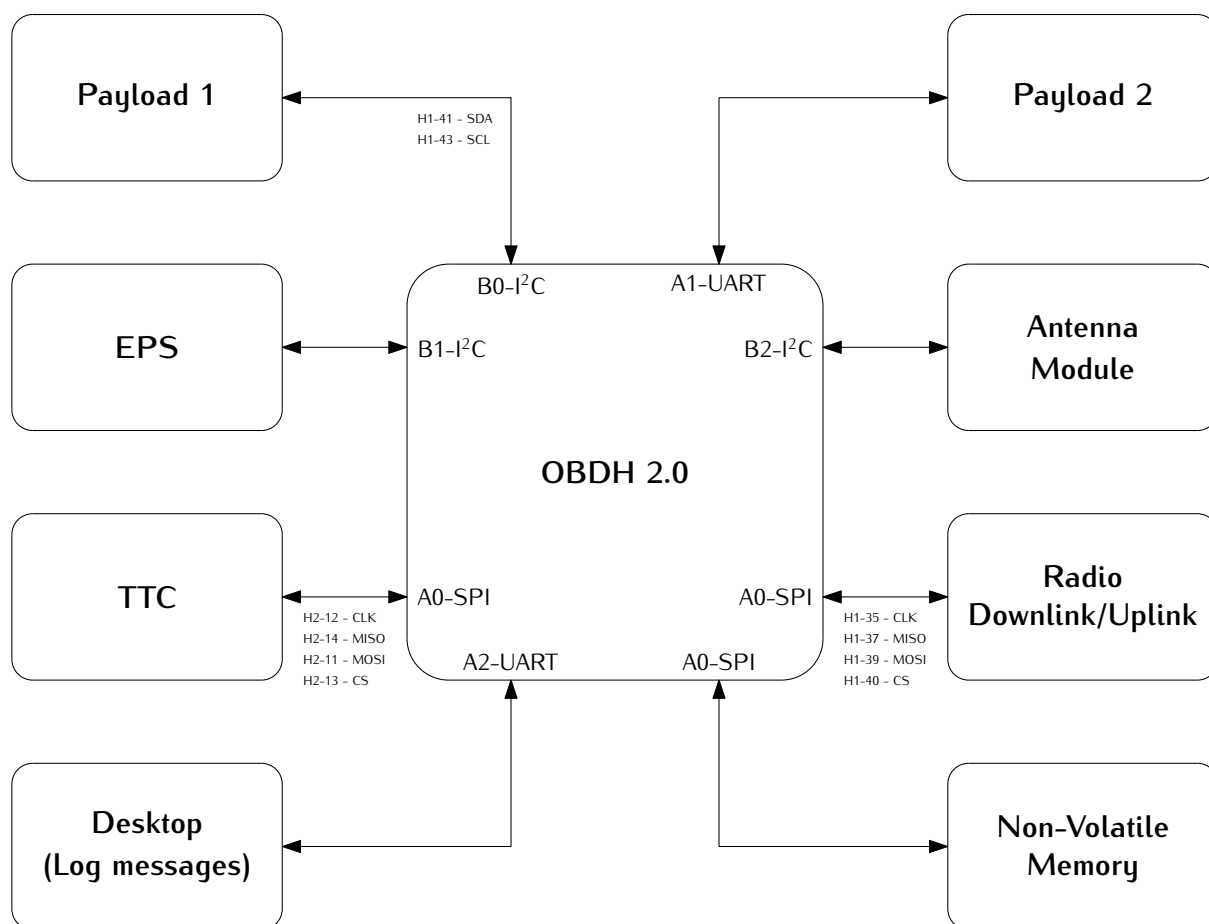 Payload 1
Payload 2
H1-41 - SDA
H1-43 - SCL
B0-I²C
A1-UART
EPS
B1-I²C
B2-I²C
Antenna
Module
OBDH 2.0
TTC
A0-SPI
A0-SPI
Radio
Downlink/Uplink
H2-12 - CLK
H2-14 - MISO
H2-11 - MOSI
H2-13 - CS
H1-35 - CLK
H1-37 - MISO
H1-39 - MOSI
H1-40 - CS
A2-UART
A0-SPI
Desktop
(Log messages)
Non-Volatile
Memory